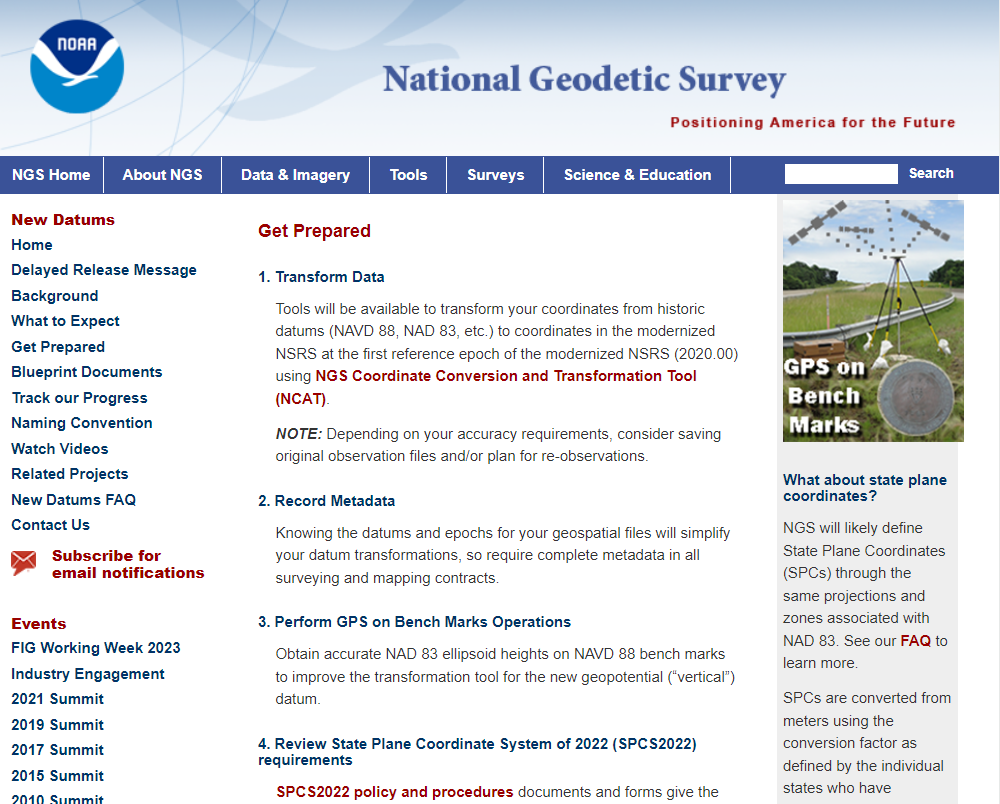 NOAA
National Geodetic Survey
Positioning America for the Future
NGS Home
About NGS
Data & Imagery
Tools
Surveys
Science & Education
Search
New Datums
Home
Delayed Release Message
Background
What to Expect
Get Prepared
Blueprint Documents
Track our Progress
Naming Convention
Watch Videos
Related Projects
New Datums FAQ
Contact Us
Subscribe for
email notifications
Events
FIG Working Week 2023
Industry Engagement
2021 Summit
2019 Summit
2017 Summit
2015 Summit
2010 Summit
Get Prepared
1. Transform Data
Tools will be available to transform your coordinates from historic
datums (NAVD 88, NAD 83, etc.) to coordinates in the modernized
NSRS at the first reference epoch of the modernized NSRS (2020.00)
using NGS Coordinate Conversion and Transformation Tool
(NCAT).
NOTE: Depending on your accuracy requirements, consider saving
original observation files and/or plan for re-observations.
2. Record Metadata
Knowing the datums and epochs for your geospatial files will simplify
your datum transformations, so require complete metadata in all
surveying and mapping contracts.
3. Perform GPS on Bench Marks Operations
Obtain accurate NAD 83 ellipsoid heights on NAVD 88 bench marks
to improve the transformation tool for the new geopotential (“vertical”)
datum.
4. Review State Plane Coordinate System of 2022 (SPCS2022)
requirements
SPCS2022 policy and procedures documents and forms give the
GPS on
Bench
Marks
What about state plane
coordinates?
NGS will likely define
State Plane Coordinates
(SPCs) through the
same projections and
zones associated with
NAD 83. See our FAQ to
learn more.
SPCs are converted from
meters using the
conversion factor as
defined by the individual
states who have